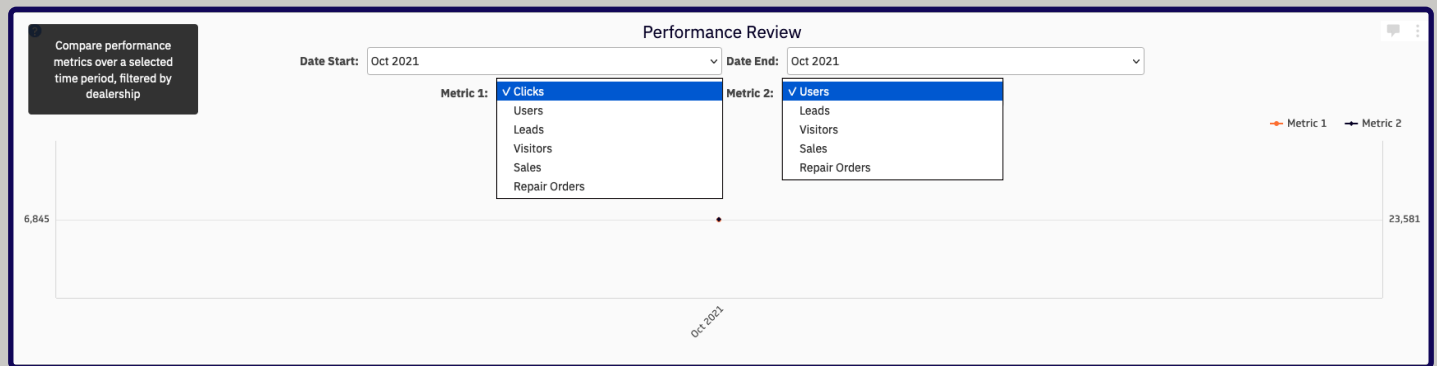 Performance Review
?
Compare performance
metrics over a selected
time period, filtered by
dealership
Date Start: Oct 2021 Date End: Oct 2021
Metric 1: ✓ Clicks
Users
Leads
Visitors
Sales
Repair Orders
Metric 2: ✓ Users
Leads
Visitors
Sales
Repair Orders
Metric 1 Metric 2
6,845
23,581
Oct 2021